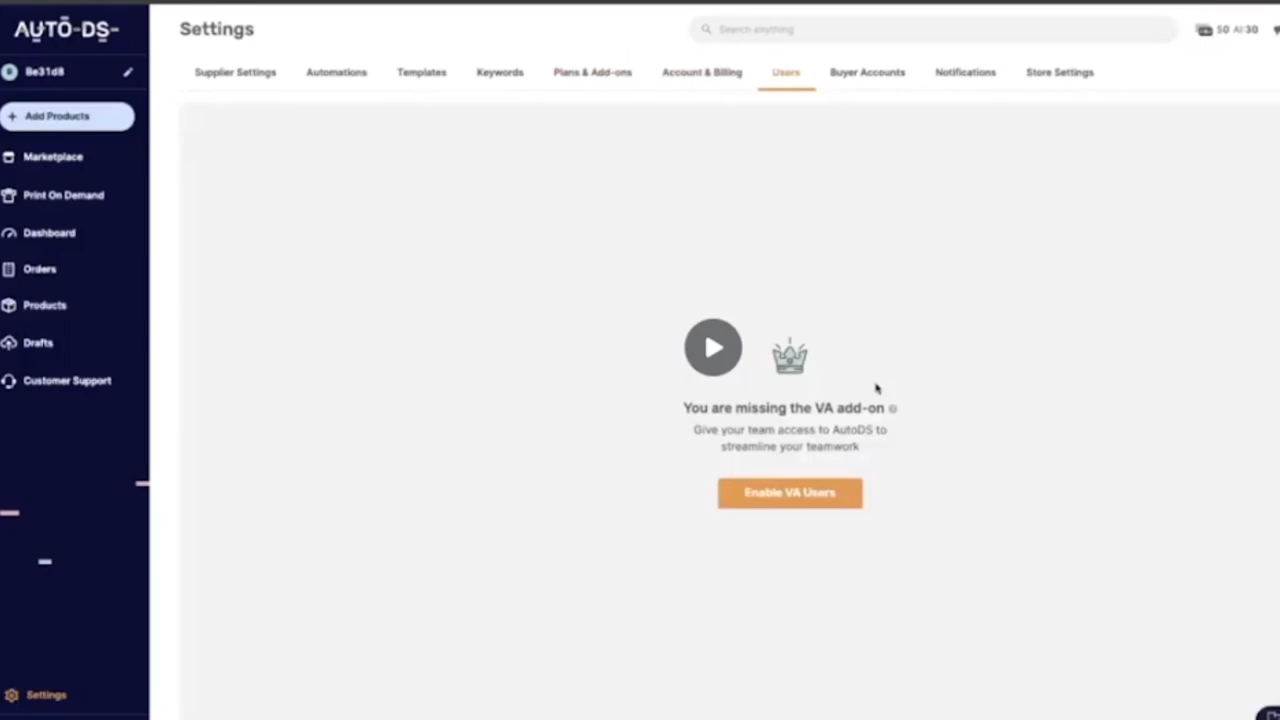 AUTO-DS-
Settings
Search anything
50 AI 30
Be31d8
Supplier Settings
Automations
Templates
Keywords
Plans & Add-ons
Account & Billing
Users
Buyer Accounts
Notifications
Store Settings
+ Add Products
Marketplace
Print On Demand
Dashboard
Orders
Products
Drafts
Customer Support
You are missing the VA add-on
Give your team access to AutoDS to
streamline your teamwork
Enable VA Users
Settings